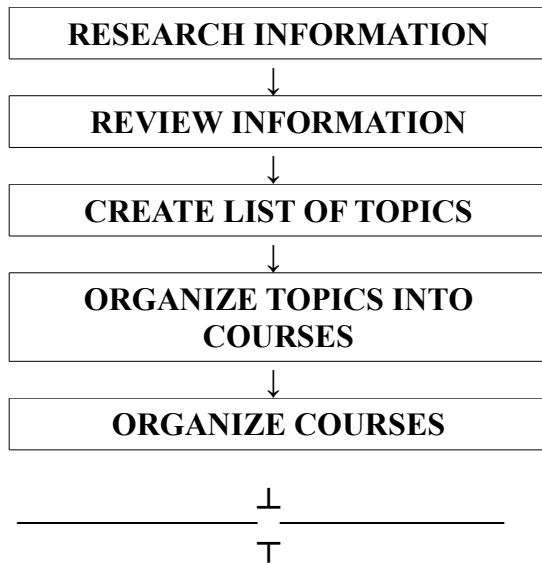 RESEARCH INFORMATION
↓
REVIEW INFORMATION
↓
CREATE LIST OF TOPICS
↓
ORGANIZE TOPICS INTO
COURSES
↓
ORGANIZE COURSES